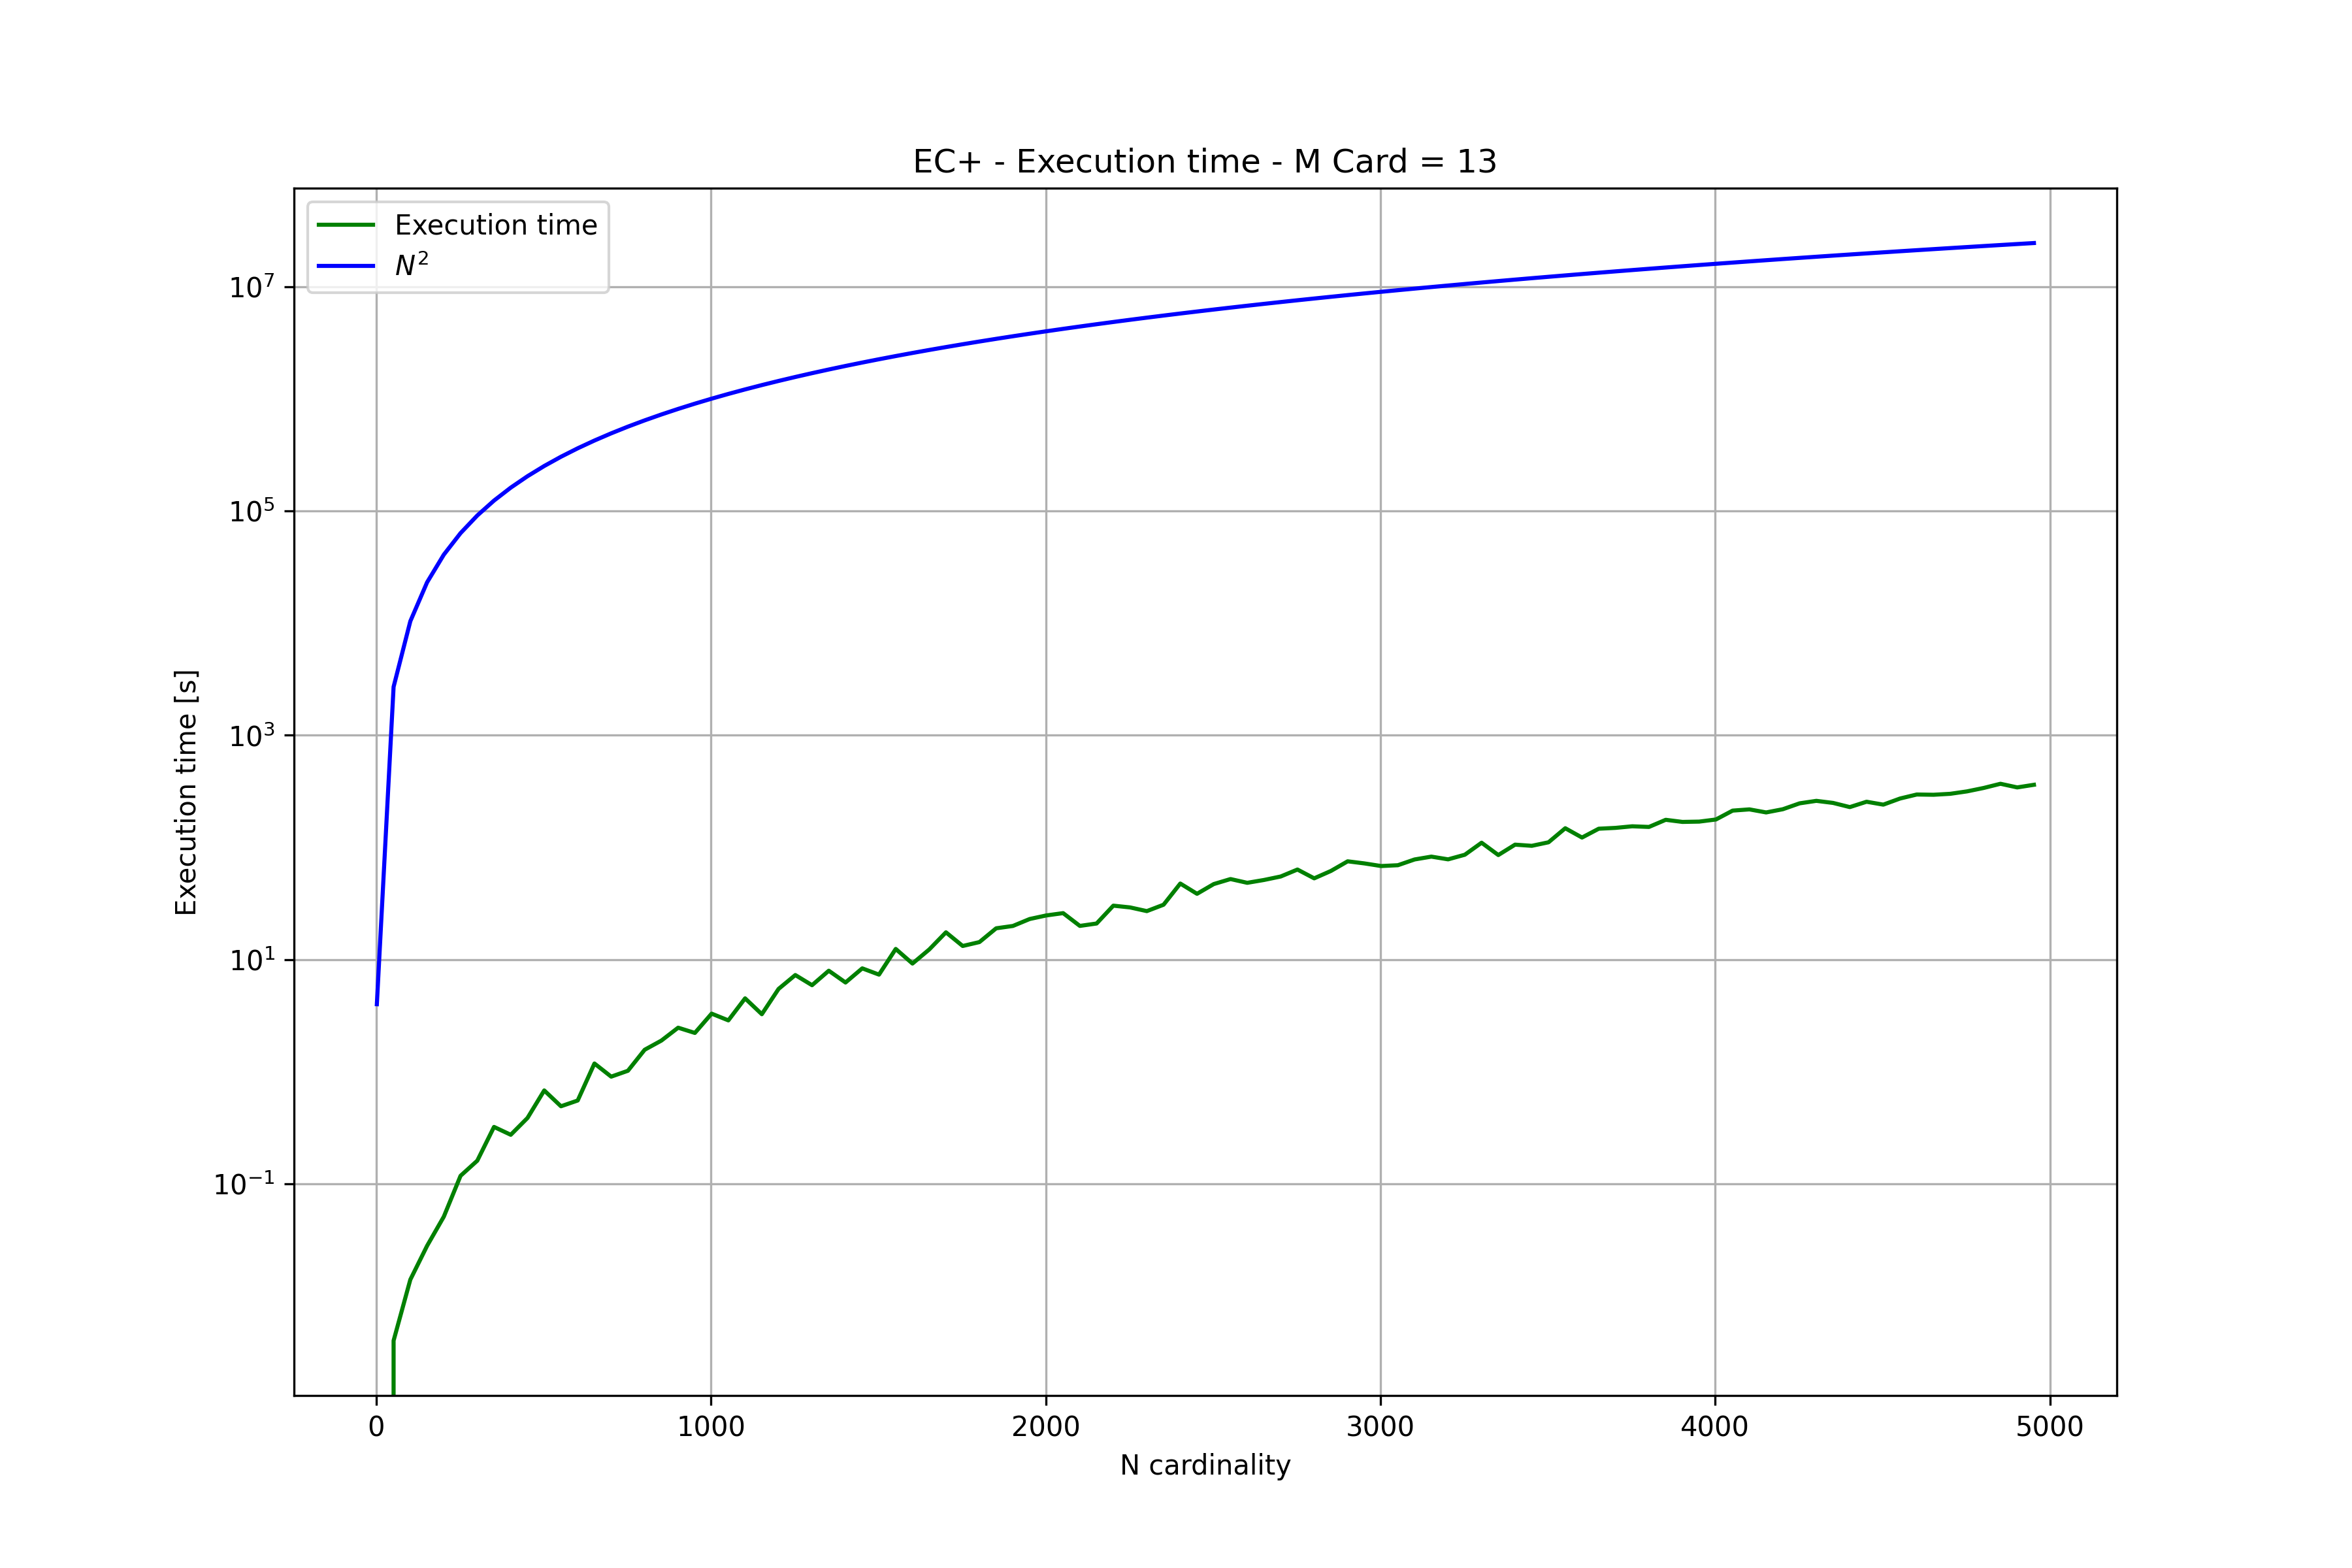 EC+ - Execution time - M Card = 13
Execution time
N²
10⁷
10⁵
10³
10¹
10⁻¹
Execution time [s]
0 1000 2000 3000 4000 5000
N cardinality